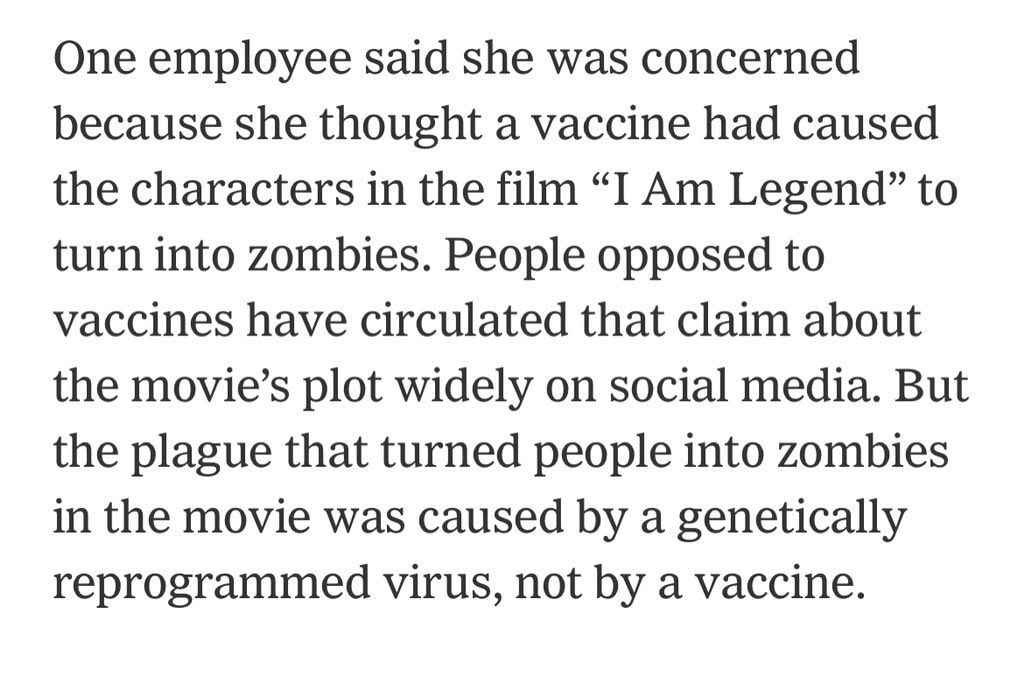 One employee said she was concerned
because she thought a vaccine had caused
the characters in the film “I Am Legend” to
turn into zombies. People opposed to
vaccines have circulated that claim about
the movie’s plot widely on social media. But
the plague that turned people into zombies
in the movie was caused by a genetically
reprogrammed virus, not by a vaccine.